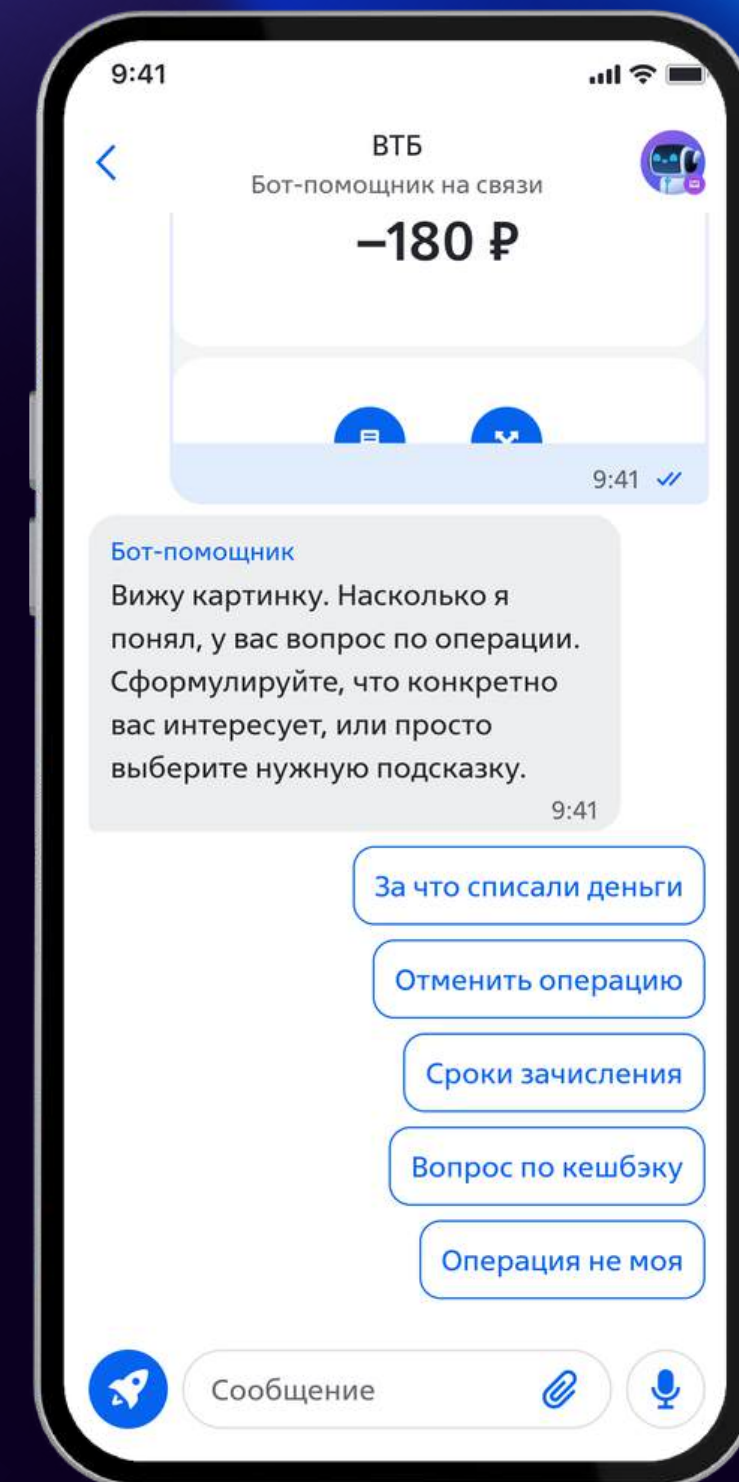 9:41
ВТБ
Бот-помощник на связи
–180 ₽
9:41
Бот-помощник
Вижу картинку. Насколько я
понял, у вас вопрос по операции.
Сформулируйте, что конкретно
вас интересует, или просто
выберите нужную подсказку.
9:41
За что списали деньги
Отменить операцию
Сроки зачисления
Вопрос по кешбэку
Операция не моя
Сообщение